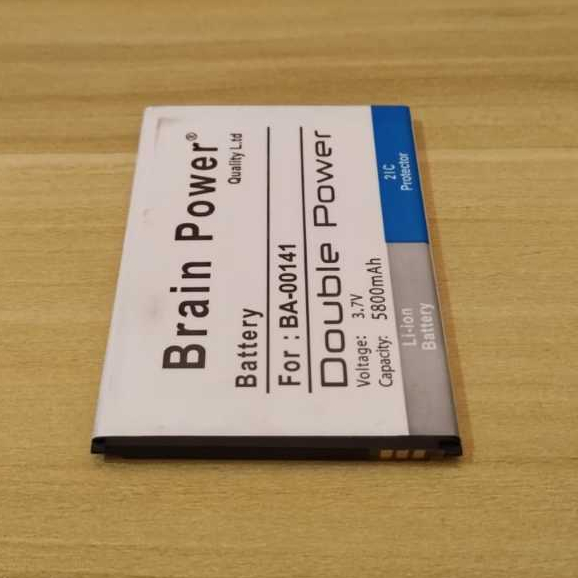 Brain Power®
Quality L.td
Battery
For : BA-00141
Double Power
Voltage: 3.7V
Capacity: 5800mAh
Li-Ion
Battery
2IC
Protector